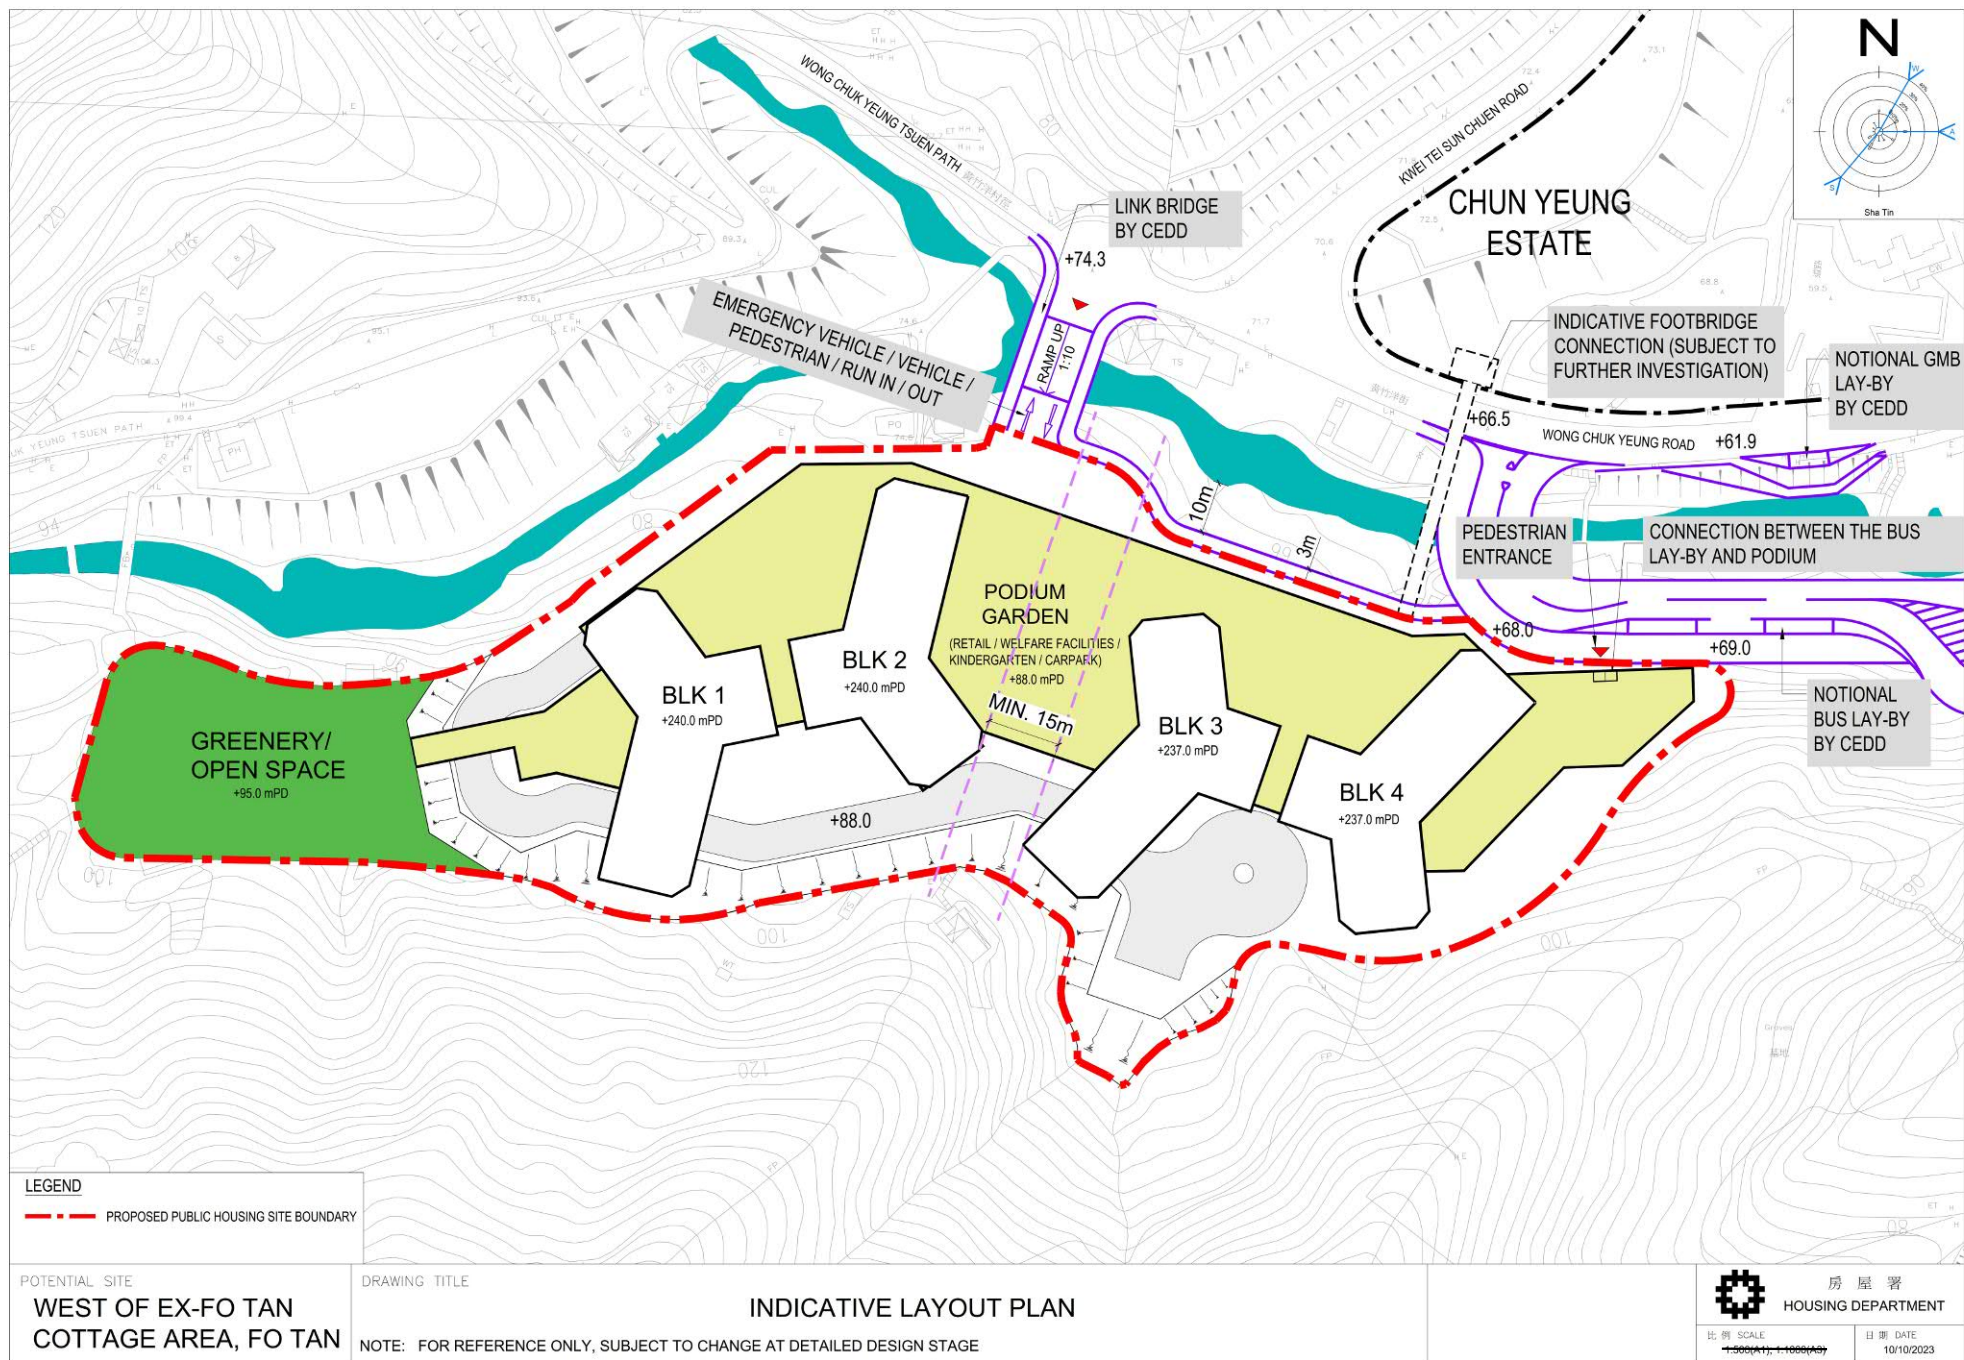 N
Sha Tin
WONG CHUK YEUNG TSUEN PATH
KWEI TEI SUN CHUEN ROAD
CHUN YEUNG
ESTATE
LINK BRIDGE
BY CEDD
+74.3
EMERGENCY VEHICLE / VEHICLE /
PEDESTRIAN / RUN IN / OUT
RAMP UP
1:10
INDICATIVE FOOTBRIDGE
CONNECTION (SUBJECT TO
FURTHER INVESTIGATION)
NOTIONAL GMB
LAY-BY
BY CEDD
+66.5
WONG CHUK YEUNG ROAD
+61.9
10m
3m
PEDESTRIAN
ENTRANCE
CONNECTION BETWEEN THE BUS
LAY-BY AND PODIUM
+68.0
+69.0
NOTIONAL
BUS LAY-BY
BY CEDD
PODIUM
GARDEN
(RETAIL / WELFARE FACILITIES /
KINDERGARTEN / CARPARK)
+88.0 mPD
MIN. 15m
BLK 1
+240.0 mPD
BLK 2
+240.0 mPD
BLK 3
+237.0 mPD
BLK 4
+237.0 mPD
GREENERY/
OPEN SPACE
+95.0 mPD
+88.0
100
100
100
120
80
80
94
LEGEND
PROPOSED PUBLIC HOUSING SITE BOUNDARY
POTENTIAL SITE
WEST OF EX-FO TAN
COTTAGE AREA, FO TAN
DRAWING TITLE
INDICATIVE LAYOUT PLAN
NOTE: FOR REFERENCE ONLY, SUBJECT TO CHANGE AT DETAILED DESIGN STAGE
房屋署
HOUSING DEPARTMENT
比例 SCALE
日期 DATE
10/10/2023